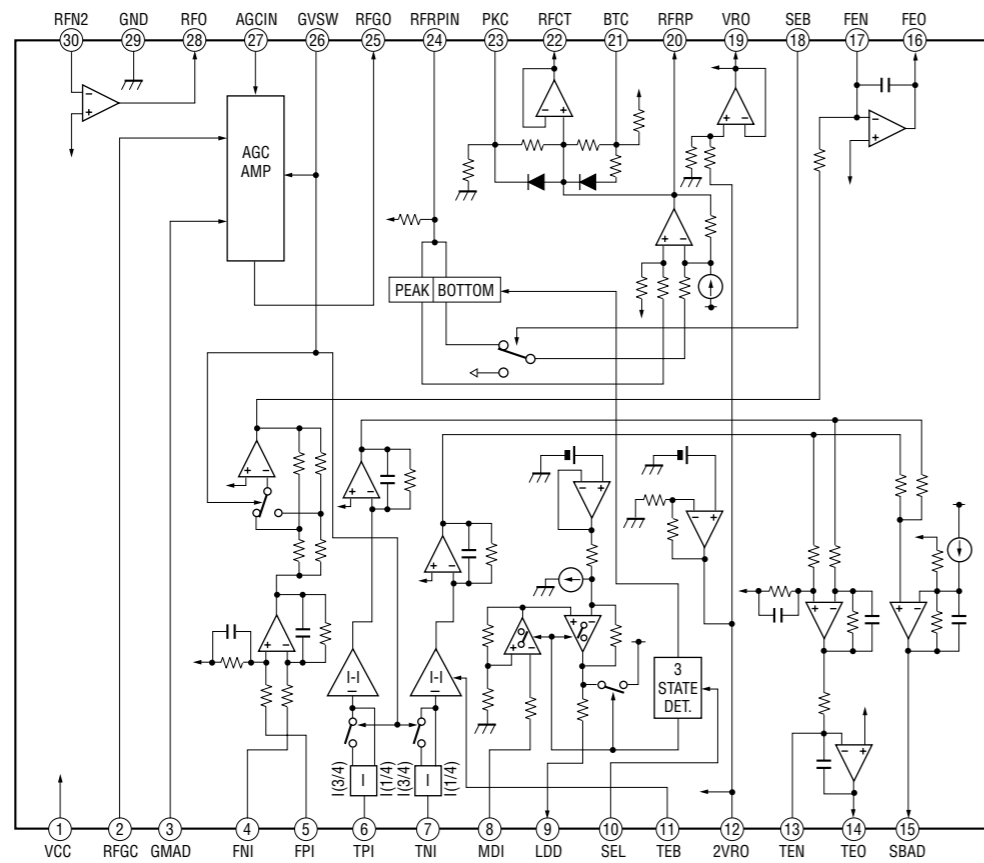 RFN2 GND RFO AGCIN GVSW RFGO RFRPIN PKC RFCT BTC RFRP VRO SEB FEN FEO
30 29 28 27 26 25 24 23 22 21 20 19 18 17 16
AGC
AMP
PEAK BOTTOM
3
STATE
DET.
I-I
I-I
I(3/4) I I(1/4) I(3/4) I I(1/4)
1 2 3 4 5 6 7 8 9 10 11 12 13 14 15
VCC RFGC GMAD FNI FPI TPI TNI MDI LDD SEL TEB 2VRO TEN TEO SBAD